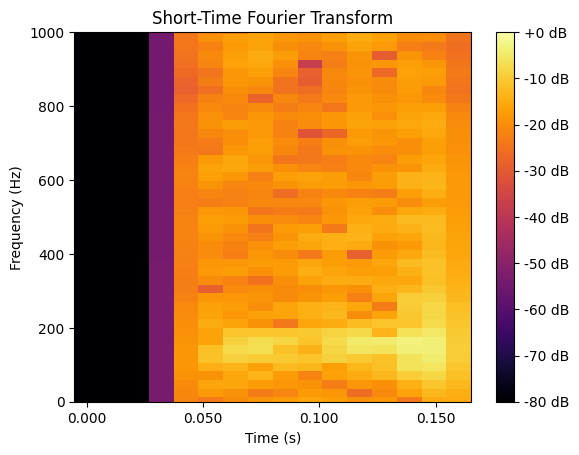 Short-Time Fourier Transform
1000
800
600
400
200
0
Frequency (Hz)
0.000
0.050
0.100
0.150
Time (s)
+0 dB
-10 dB
-20 dB
-30 dB
-40 dB
-50 dB
-60 dB
-70 dB
-80 dB